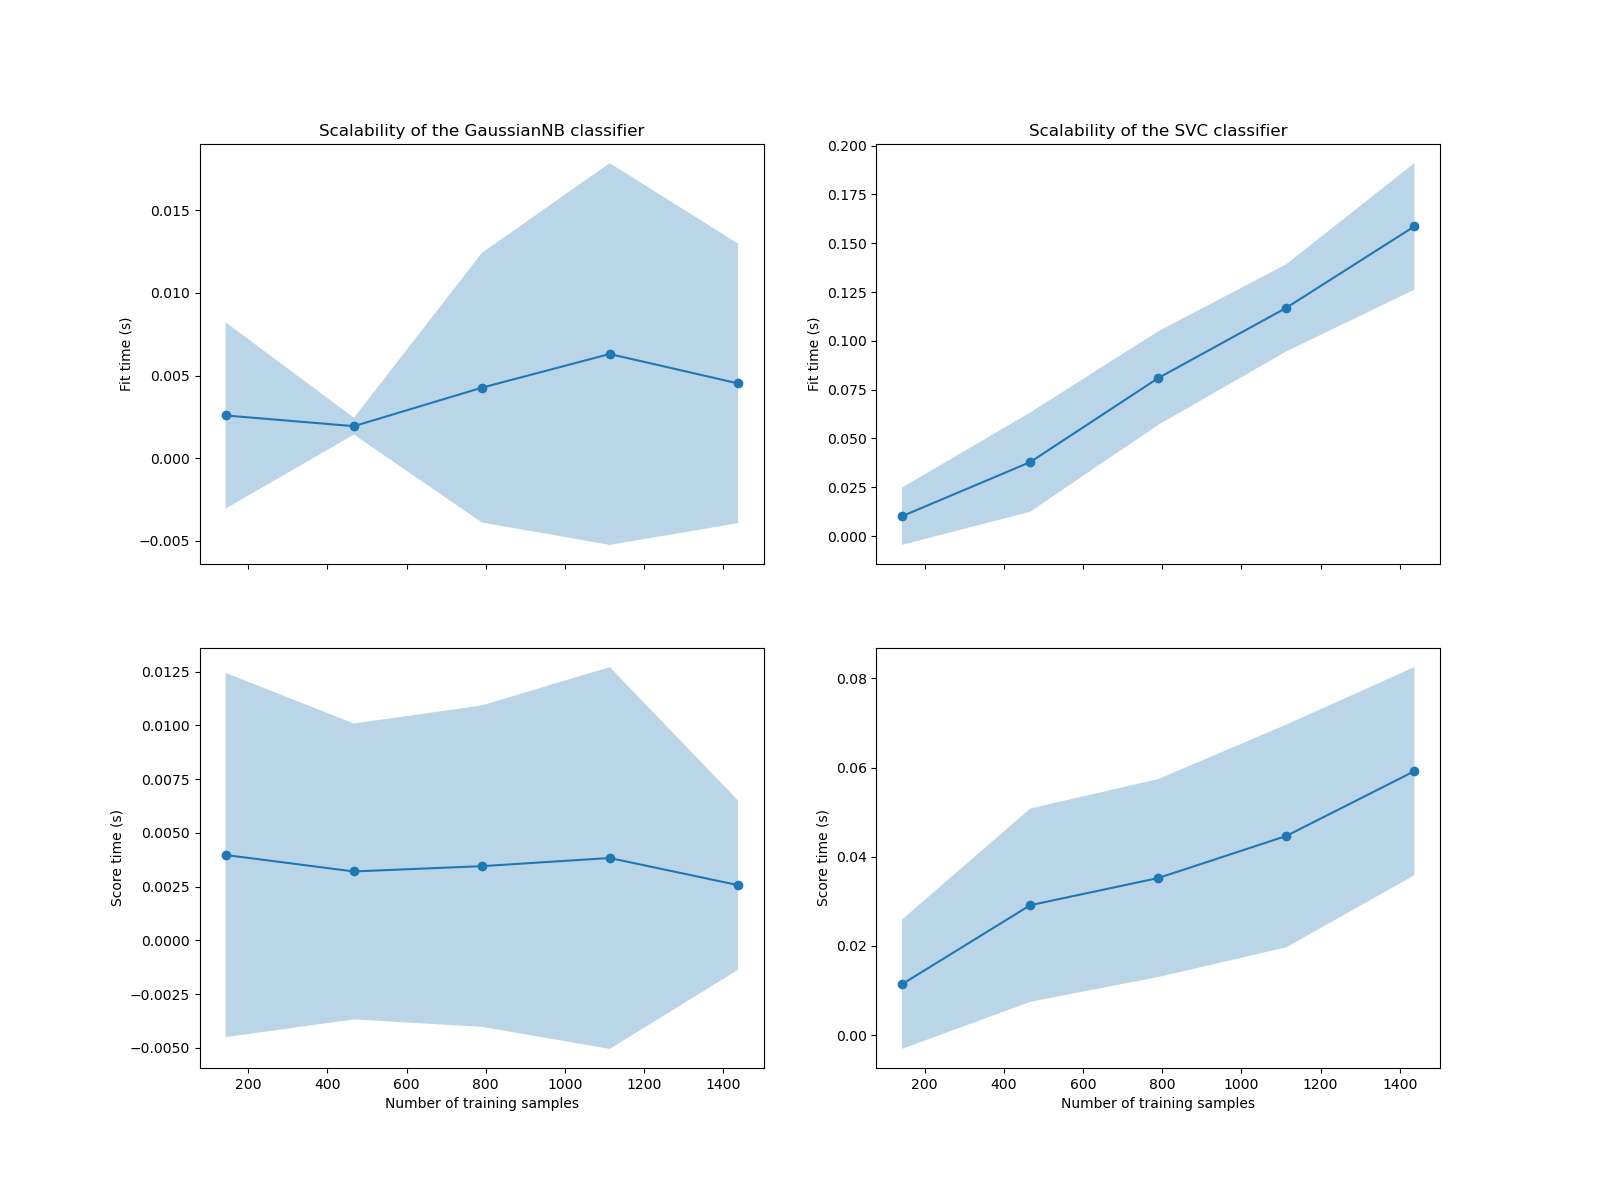 Scalability of the GaussianNB classifier
Fit time (s)
0.015
0.010
0.005
0.000
−0.005
Scalability of the SVC classifier
Fit time (s)
0.200
0.175
0.150
0.125
0.100
0.075
0.050
0.025
0.000
Score time (s)
0.0125
0.0100
0.0075
0.0050
0.0025
0.0000
−0.0025
−0.0050
200 400 600 800 1000 1200 1400
Number of training samples
Score time (s)
0.08
0.06
0.04
0.02
0.00
200 400 600 800 1000 1200 1400
Number of training samples